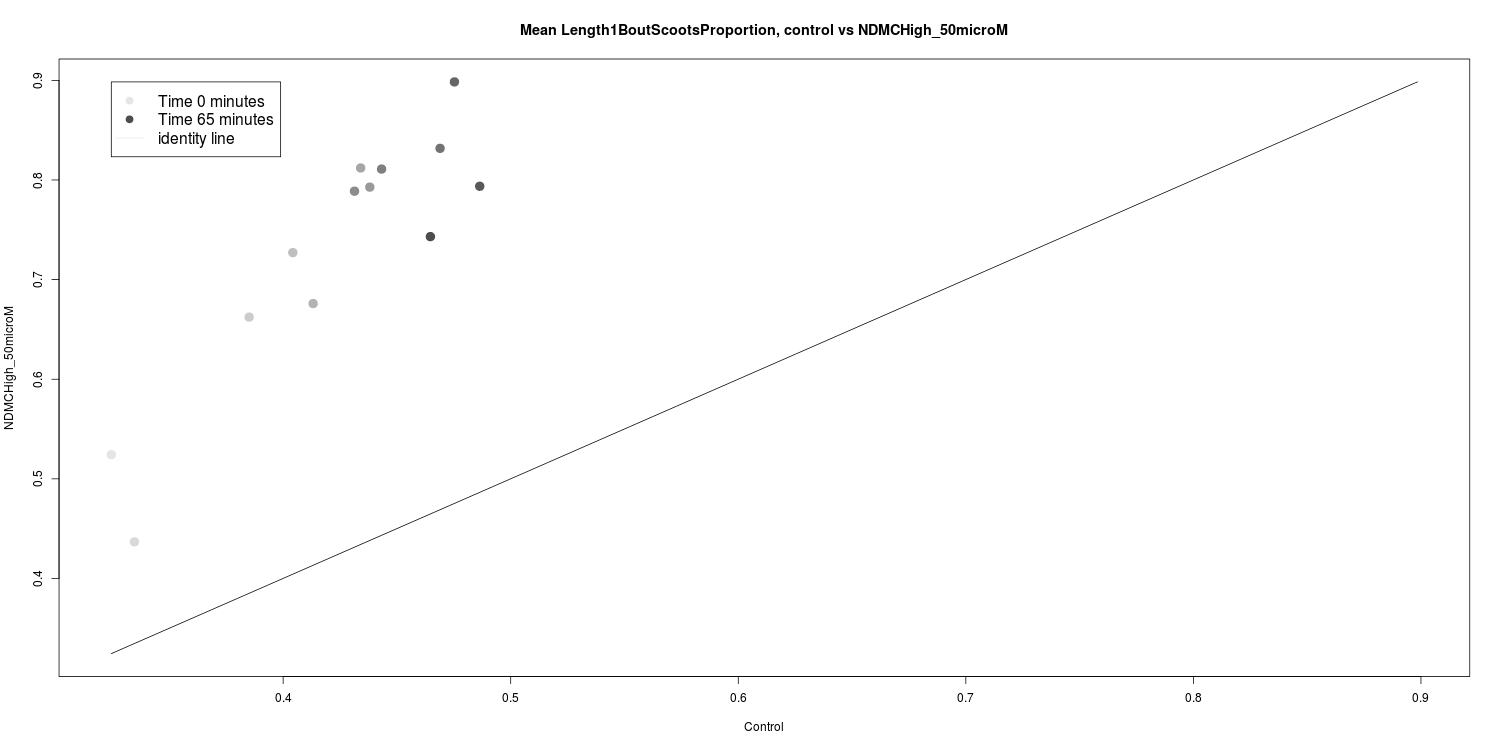 Mean Length1BoutScootsProportion, control vs NDMCHigh_50microM
Time 0 minutes
Time 65 minutes
identity line
NDMCHigh_50microM
0.9
0.8
0.7
0.6
0.5
0.4
0.4
0.5
0.6
0.7
0.8
0.9
Control